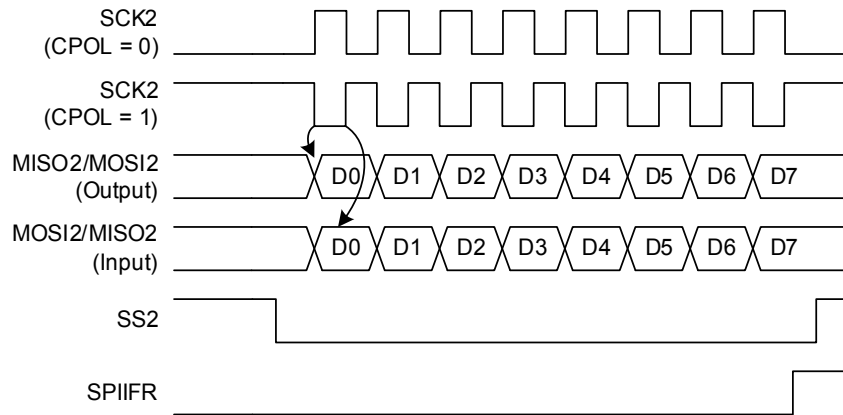 SCK2
(CPOL = 0)
SCK2
(CPOL = 1)
MISO2/MOSI2
(Output)
D0 D1 D2 D3 D4 D5 D6 D7
MOSI2/MISO2
(Input)
D0 D1 D2 D3 D4 D5 D6 D7
SS2
SPIIFR